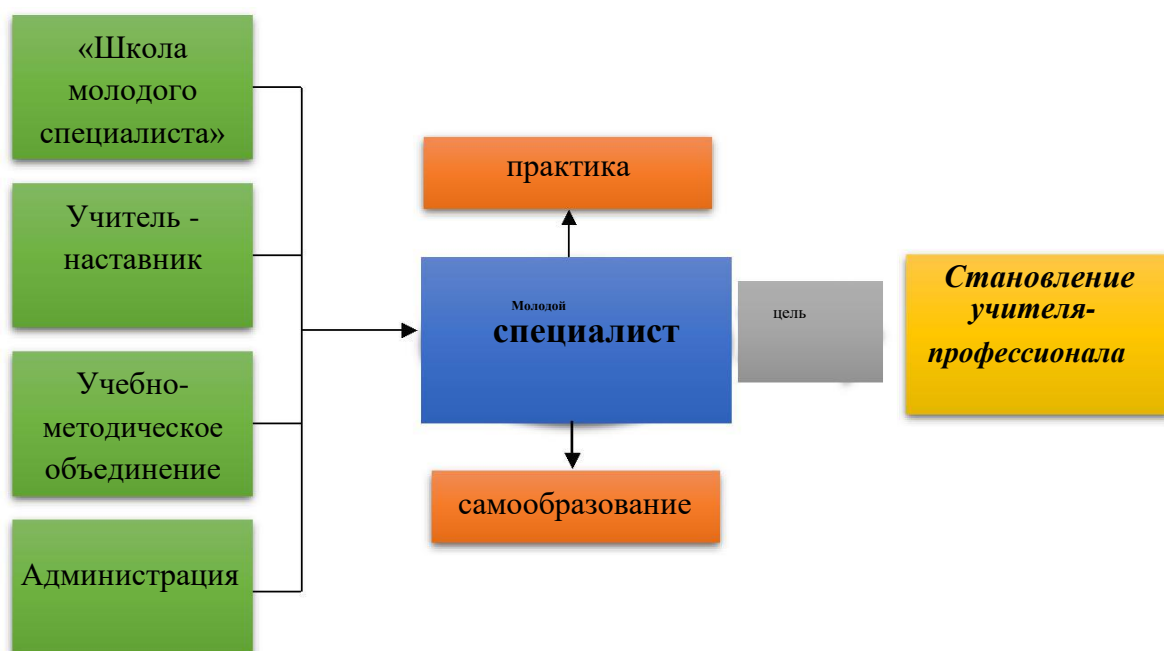 «Школа
молодого
специалиста»
Учитель -
наставник
Учебно-
методическое
объединение
Администрация
практика
Молодой
специалист
самообразование
цель
Становление
учителя-
профессионала